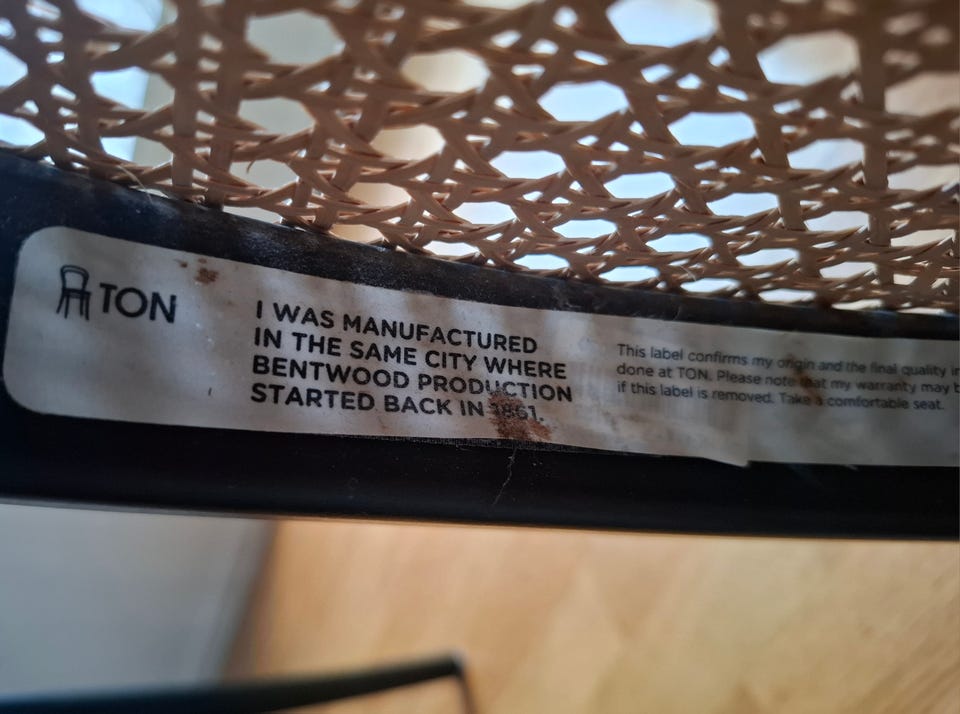 TON
I WAS MANUFACTURED
IN THE SAME CITY WHERE
BENTWOOD PRODUCTION
STARTED BACK IN 1861.
This label confirms my origin and the final quality
done at TON. Please note that my warranty may
if this label is removed. Take a comfortable seat.